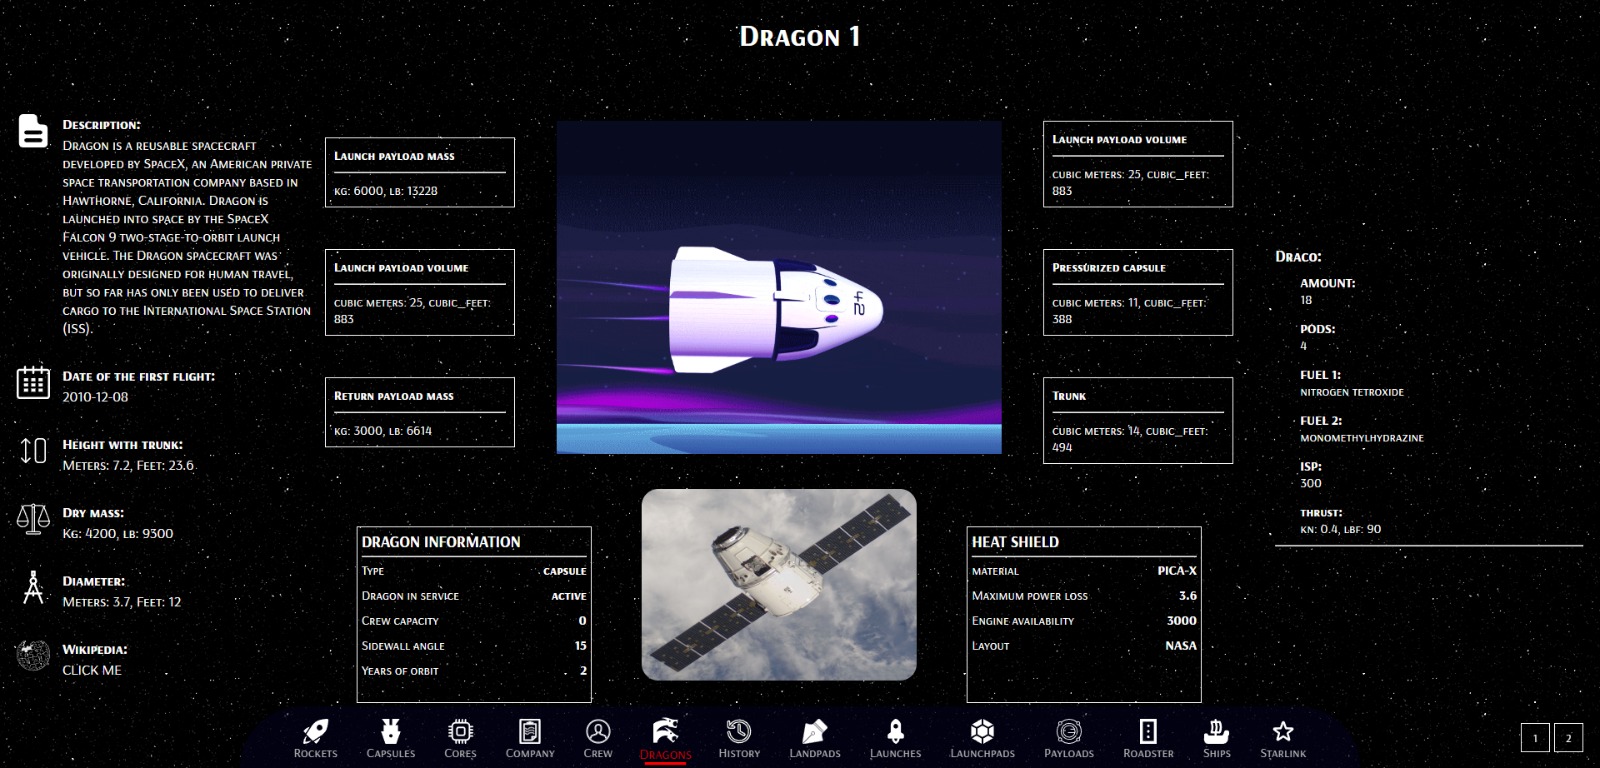 Dragon 1
Description:
Dragon is a reusable spacecraft
developed by SpaceX, an American private
space transportation company based in
Hawthorne, California. Dragon is
launched into space by the SpaceX
Falcon 9 two-stage-to-orbit launch
vehicle. The Dragon spacecraft was
originally designed for human travel,
but so far has only been used to deliver
cargo to the International Space Station
(ISS).
Date of the first flight:
2010-12-08
Height with trunk:
Meters: 7.2, Feet: 23.6
Dry mass:
Kg: 4200, lb: 9300
Diameter:
Meters: 3.7, Feet: 12
Wikipedia:
CLICK ME
Launch payload mass
kg: 6000, lb: 13228
Launch payload volume
cubic meters: 25, cubic_feet:
883
Return payload mass
kg: 3000, lb: 6614
42
Launch payload volume
cubic meters: 25, cubic_feet:
883
Pressurized capsule
cubic meters: 11, cubic_feet:
388
Trunk
cubic meters: 14, cubic_feet:
494
Draco:
amount:
18
pods:
4
fuel 1:
nitrogen tetroxide
fuel 2:
monomethylhydrazine
isp:
300
thrust:
kn: 0.4, lbf: 90
DRAGON INFORMATION
Type capsule
Dragon in service active
Crew capacity 0
Sidewall angle 15
Years of orbit 2
HEAT SHIELD
material PICA-X
Maximum power loss 3.6
Engine availability 3000
Layout NASA
Rockets
Capsules
Cores
Company
Crew
Dragons
History
Landpads
Launches
Launchpads
Payloads
Roadster
Ships
Starlink
1
2